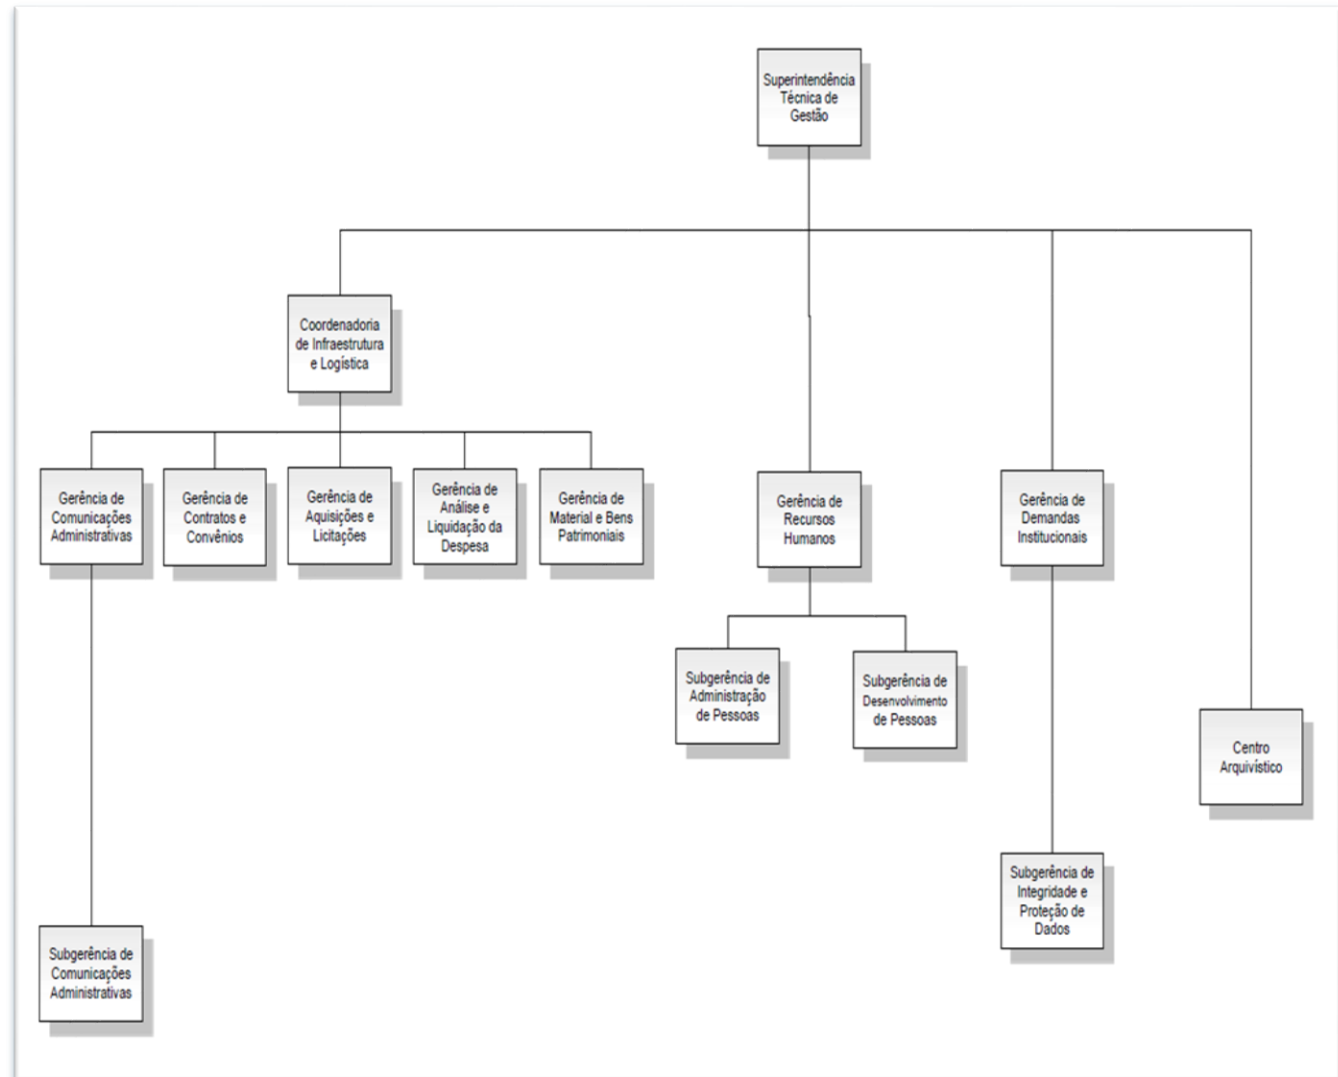 Superintendência
Técnica de
Gestão
Coordenadoria
de Infraestrutura
e Logística
Gerência de
Comunicações
Administrativas
Gerência de
Contratos e
Convênios
Gerência de
Aquisições e
Licitações
Gerência de
Análise e
Liquidação da
Despesa
Gerência de
Material e Bens
Patrimoniais
Gerência de
Recursos
Humanos
Gerência de
Demandas
Institucionais
Subgerência de
Administração
de Pessoas
Subgerência de
Desenvolvimento
de Pessoas
Centro
Arquivístico
Subgerência de
Integridade e
Proteção de
Dados
Subgerência de
Comunicações
Administrativas